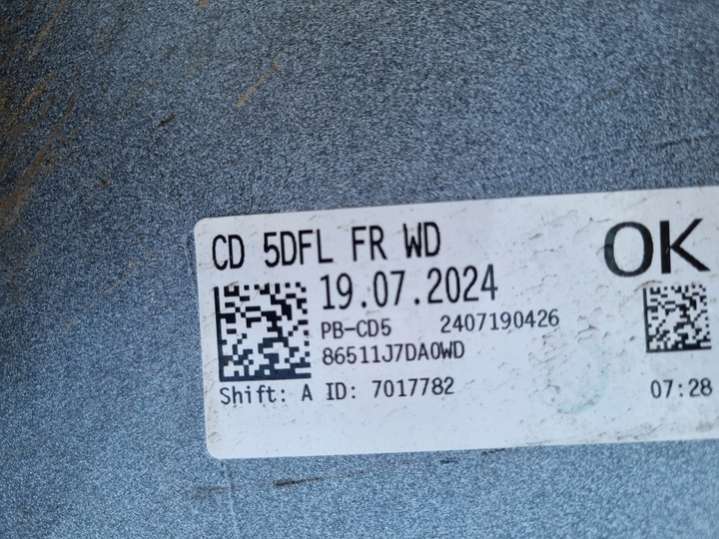 CD 5DFL FR WD
OK
19.07.2024
PB-CD5 2407190426
86511J7DA0WD
Shift: A ID: 7017782
07:28